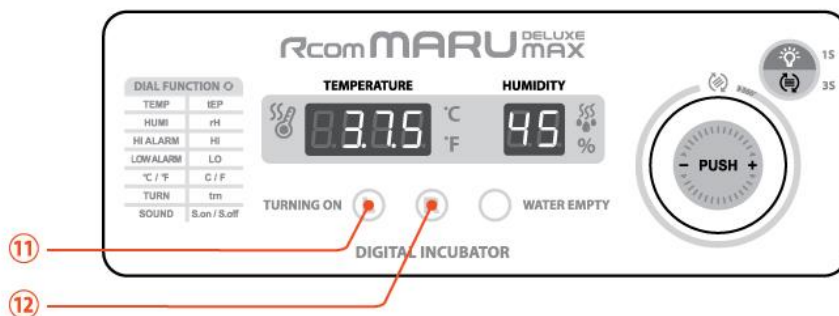 Rcom MARU DELUXE MAX
1S
3S
DIAL FUNCTION
TEMP tEP
HUMI rH
HI ALARM HI
LOW ALARM LO
℃ / ℉ C / F
TURN trn
SOUND S.on / S.off
TEMPERATURE HUMIDITY
37.5 ℃ ℉ 45 %
- PUSH +
TURNING ON WATER EMPTY
DIGITAL INCUBATOR
⑪
⑫